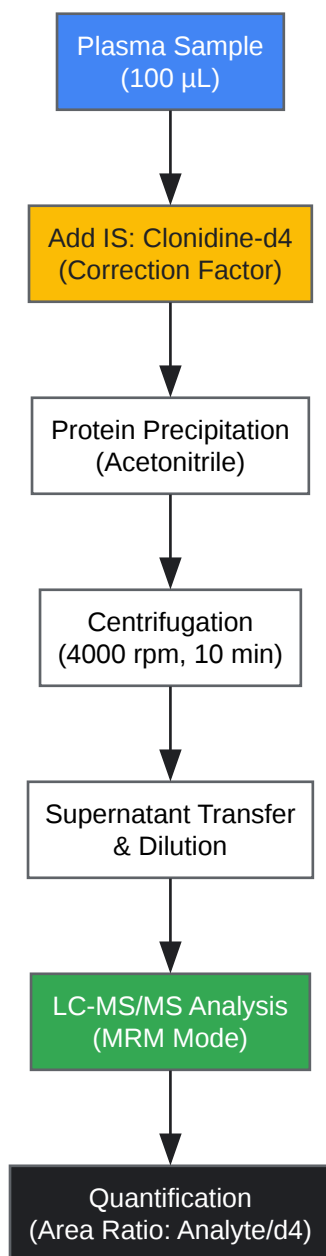 Plasma Sample
(100 µL)
Add IS: Clonidine-d4
(Correction Factor)
Protein Precipitation
(Acetonitrile)
Centrifugation
(4000 rpm, 10 min)
Supernatant Transfer
& Dilution
LC-MS/MS Analysis
(MRM Mode)
Quantification
(Area Ratio: Analyte/d4)